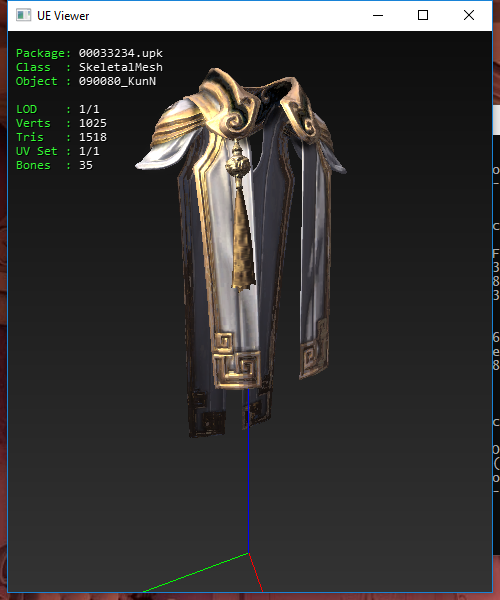 UE Viewer
Package: 00033234.upk
Class : SkeletalMesh
Object : 090080_KunN
LOD : 1/1
Verts : 1025
Tris : 1518
UV Set : 1/1
Bones : 35